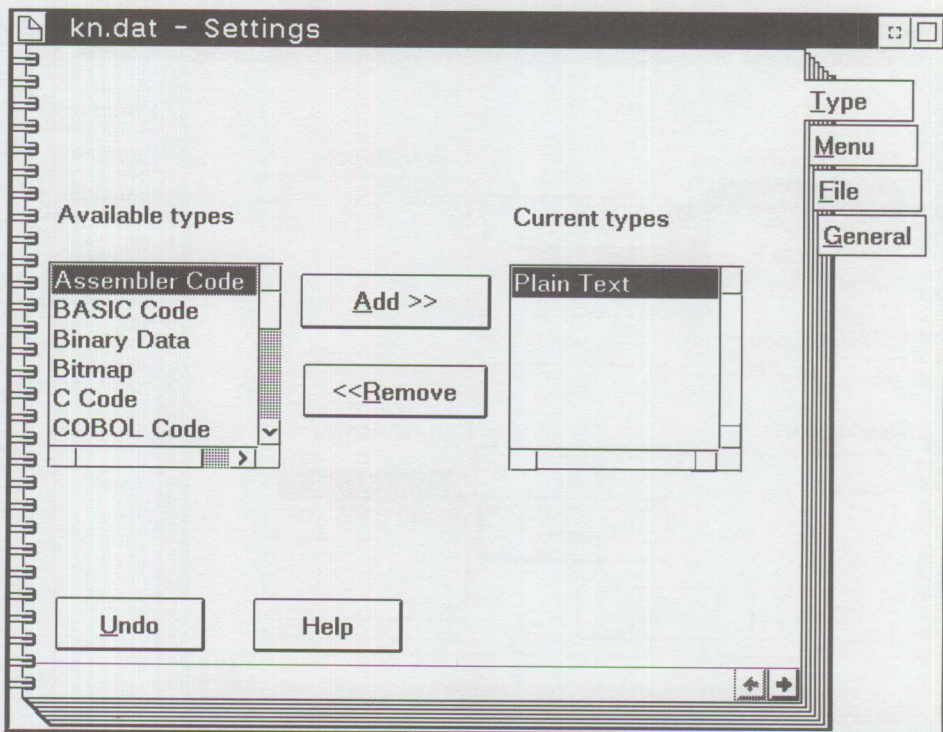 kn.dat - Settings
Type
Menu
File
General
Available types
Current types
Assembler Code
BASIC Code
Binary Data
Bitmap
C Code
COBOL Code
Add >>
<<Remove
Plain Text
Undo
Help